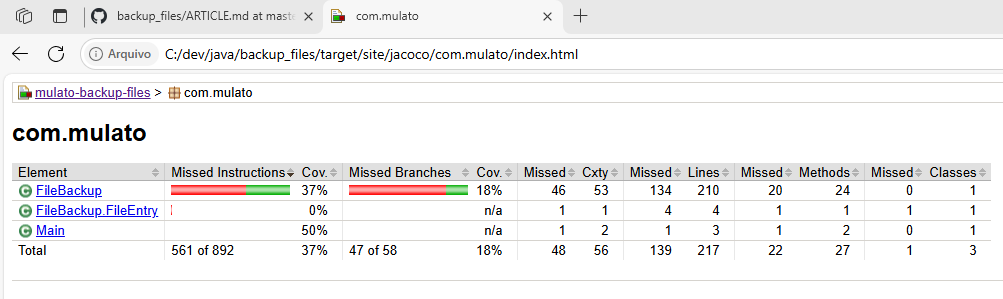 backup_files/ARTICLE.md at maste
com.mulato
Arquivo C:/dev/java/backup_files/target/site/jacoco/com.mulato/index.html
mulato-backup-files > com.mulato
com.mulato
Element Missed Instructions Cov. Missed Branches Cov. Missed Cxty Missed Lines Missed Methods Missed Classes
FileBackup 37% 18% 46 53 134 210 20 24 0 1
FileBackup.FileEntry 0% n/a 1 1 4 4 1 1 1 1
Main 50% n/a 1 2 1 3 1 2 0 1
Total 561 of 892 37% 47 of 58 18% 48 56 139 217 22 27 1 3